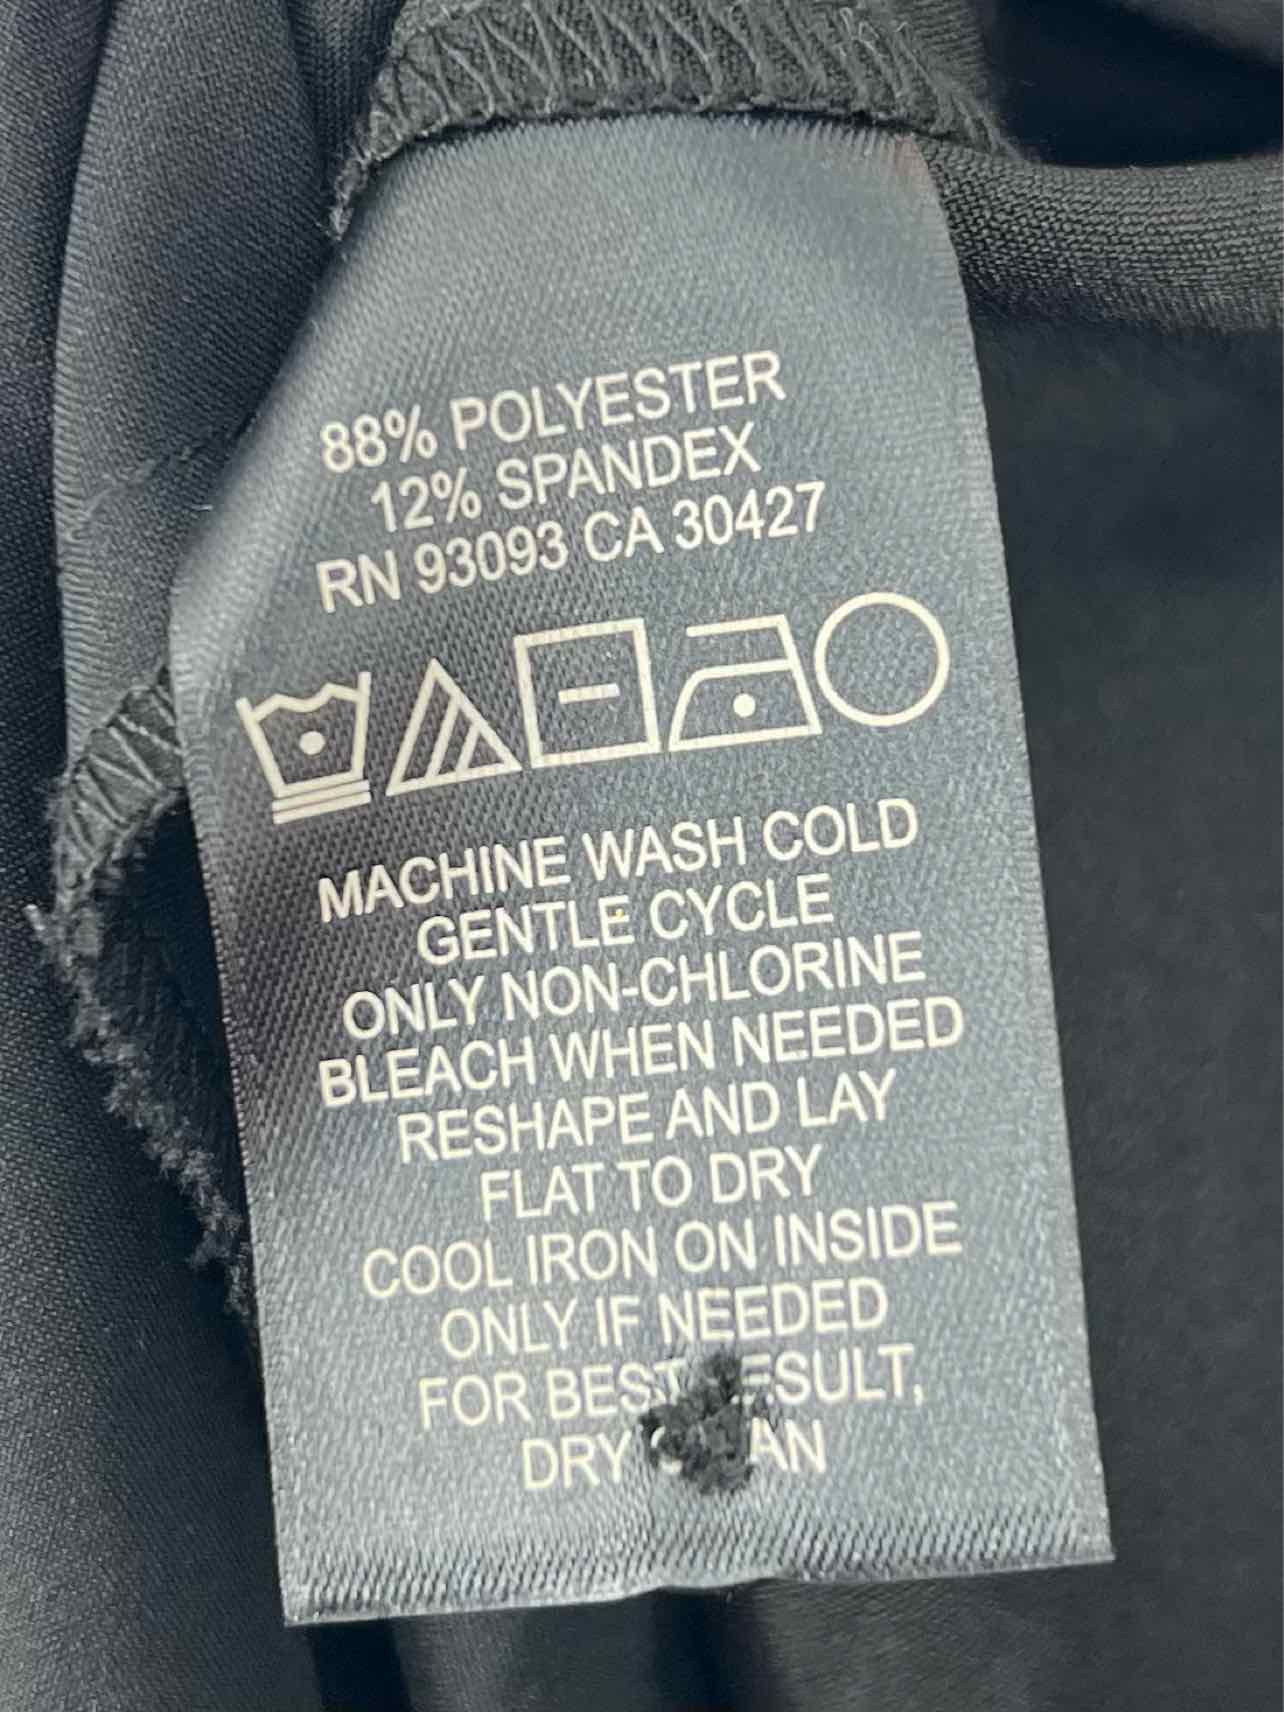 88% POLYESTER
12% SPANDEX
RN 93093 CA 30427
MACHINE WASH COLD
GENTLE CYCLE
ONLY NON-CHLORINE
BLEACH WHEN NEEDED
RESHAPE AND LAY
FLAT TO DRY
COOL IRON ON INSIDE
ONLY IF NEEDED
FOR BEST
DRY